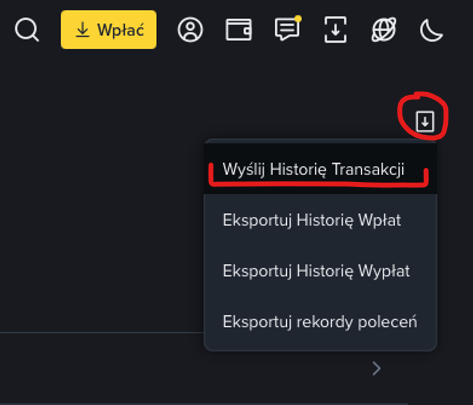 Wpłać
Wyślij Historię Transakcji
Eksportuj Historię Wpłat
Eksportuj Historię Wypłat
Eksportuj rekordy poleceń